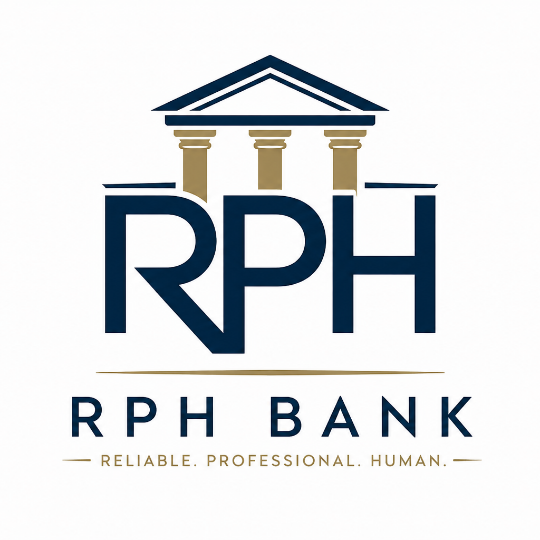 RPH
RPH BANK
RELIABLE. PROFESSIONAL. HUMAN.